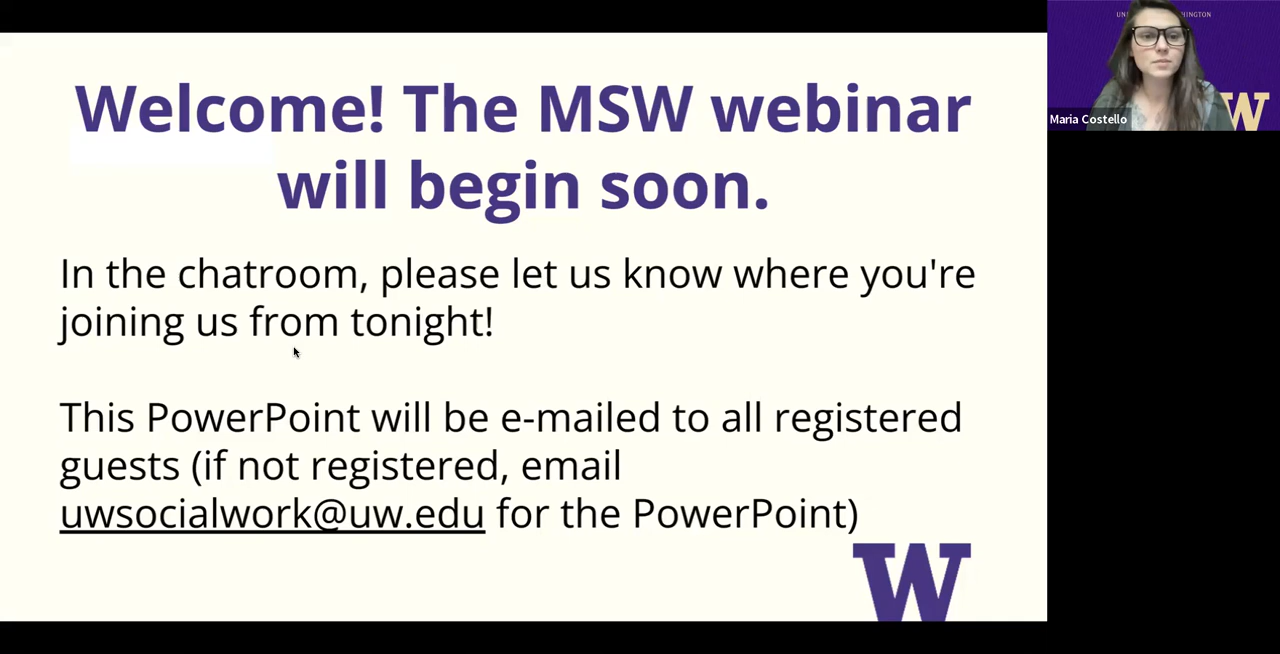 Welcome! The MSW webinar
will begin soon.
In the chatroom, please let us know where you're
joining us from tonight!
This PowerPoint will be e-mailed to all registered
guests (if not registered, email
uwsocialwork@uw.edu for the PowerPoint)
W
Maria Costello
W